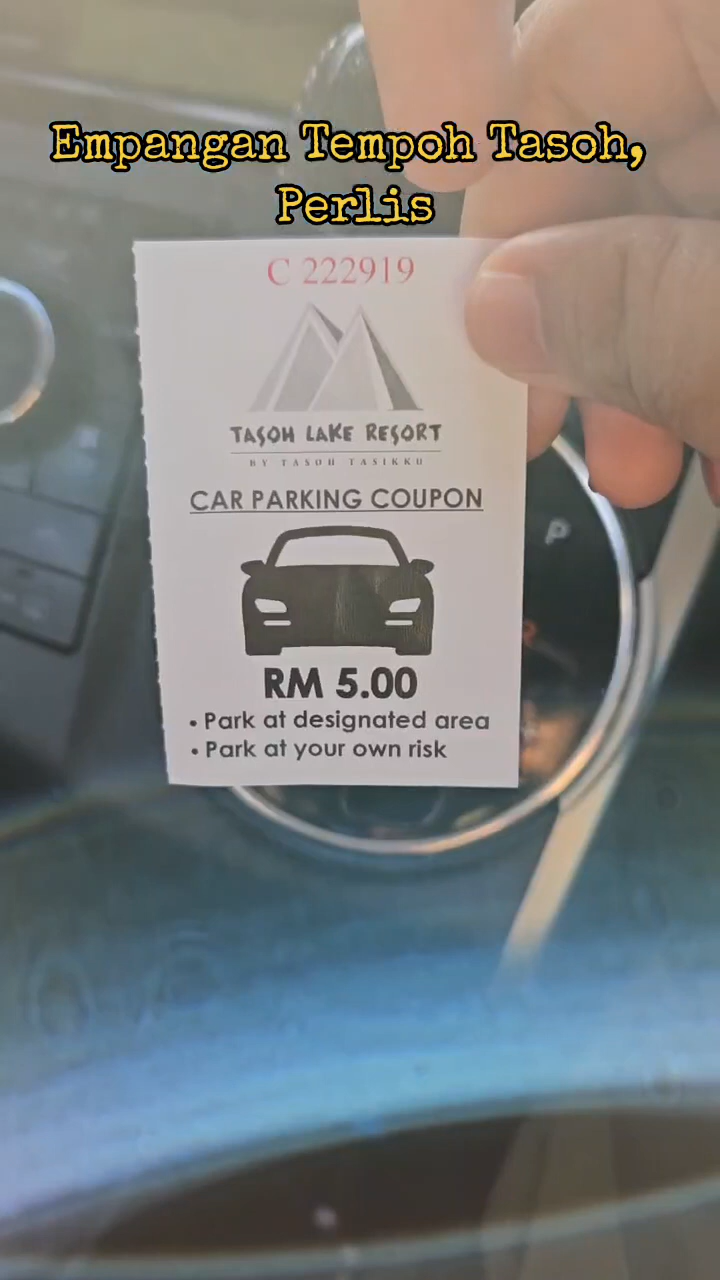 Empangan Tempoh Tasoh,
Perlis
C 222919
TASOH LAKE RESORT
BY TASOH TASIKKU
CAR PARKING COUPON
P
RM 5.00
• Park at designated area
• Park at your own risk